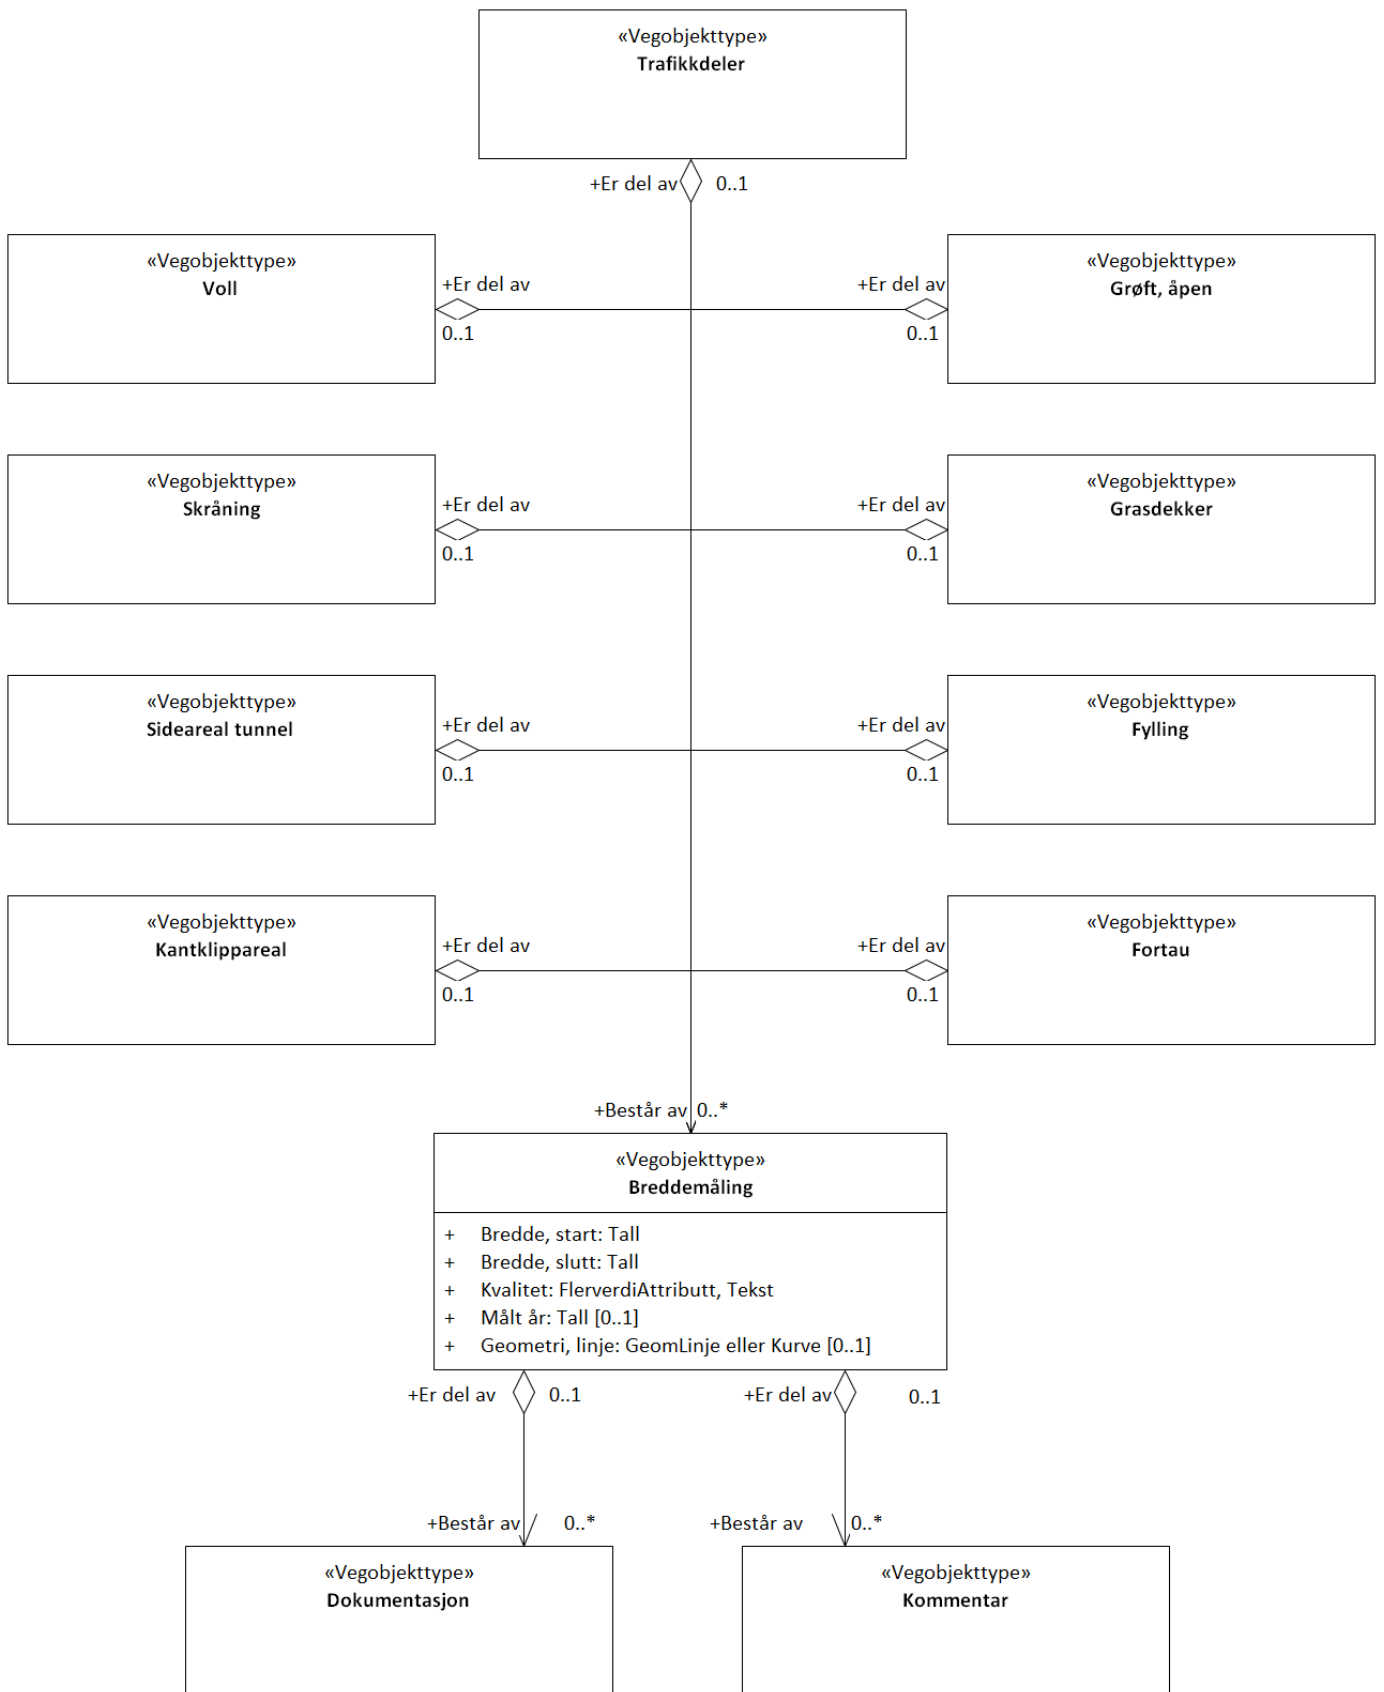 «Vegobjekttype»
Trafikkdeler
+Er del av 0..1
«Vegobjekttype»
Voll
+Er del av
0..1
«Vegobjekttype»
Grøft, åpen
+Er del av
0..1
«Vegobjekttype»
Skråning
+Er del av
0..1
«Vegobjekttype»
Grasdekker
+Er del av
0..1
«Vegobjekttype»
Sideareal tunnel
+Er del av
0..1
«Vegobjekttype»
Fylling
+Er del av
0..1
«Vegobjekttype»
Kantklippareal
+Er del av
0..1
«Vegobjekttype»
Fortau
+Er del av
0..1
+Består av 0..*
«Vegobjekttype»
Breddemåling
+ Bredde, start: Tall
+ Bredde, slutt: Tall
+ Kvalitet: FlerverdiAttributt, Tekst
+ Målt år: Tall [0..1]
+ Geometri, linje: GeomLinje eller Kurve [0..1]
+Er del av 0..1
+Er del av 0..1
+Består av 0..*
+Består av 0..*
«Vegobjekttype»
Dokumentasjon
«Vegobjekttype»
Kommentar